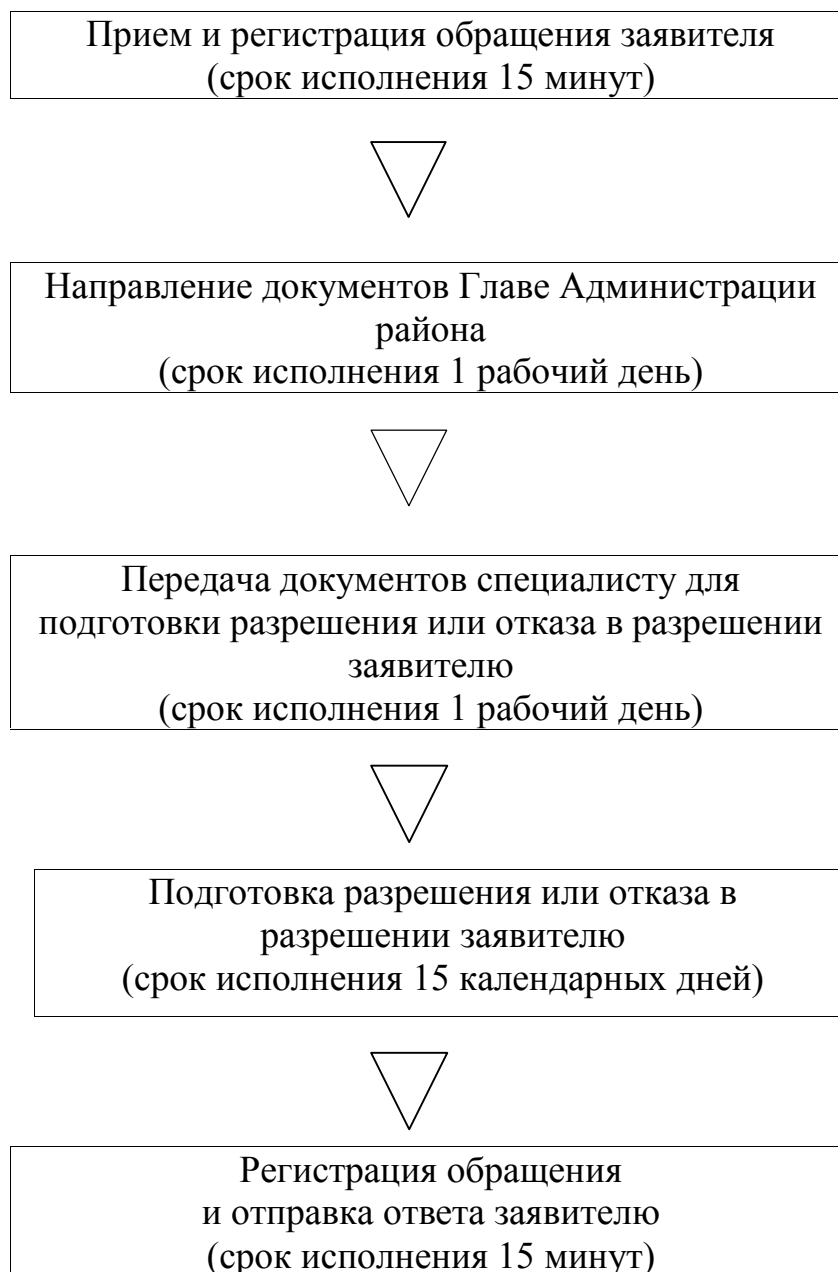 Прием и регистрация обращения заявителя
(срок исполнения 15 минут)
Направление документов Главе Администрации
района
(срок исполнения 1 рабочий день)
Передача документов специалисту для
подготовки разрешения или отказа в разрешении
заявителю
(срок исполнения 1 рабочий день)
Подготовка разрешения или отказа в
разрешении заявителю
(срок исполнения 15 календарных дней)
Регистрация обращения
и отправка ответа заявителю
(срок исполнения 15 минут)